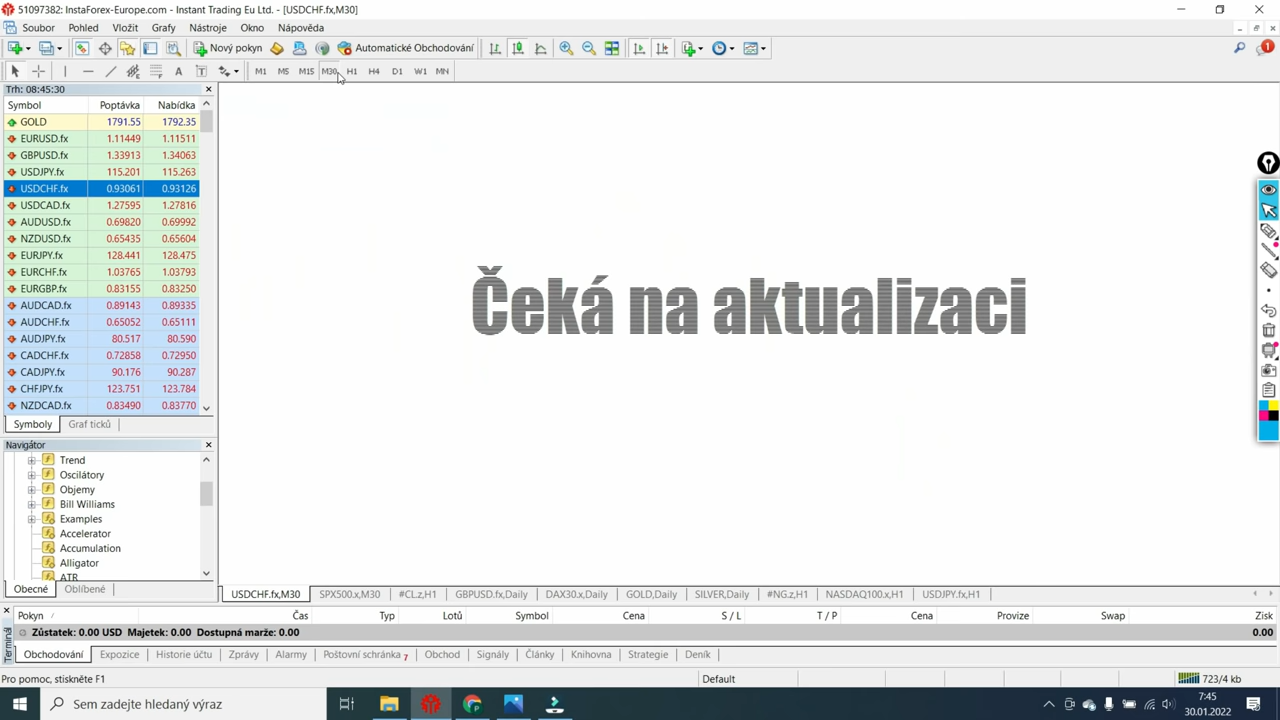 51097382: InstaForex-Europe.com - Instant Trading Eu Ltd. - [USDCHF.fx,M30]
Soubor Pohled Vložit Grafy Nástroje Okno Nápověda
Nový pokyn Automatické Obchodování 1
A T M1 M5 M15 M30 H1 H4 D1 W1 MN
Trh: 08:45:30
Symbol Poptávka Nabídka
GOLD 1791.55 1792.35
EURUSD.fx 1.11449 1.11511
GBPUSD.fx 1.33913 1.34063
USDJPY.fx 115.201 115.263
USDCHF.fx 0.93061 0.93126
USDCAD.fx 1.27595 1.27816
AUDUSD.fx 0.69820 0.69992
NZDUSD.fx 0.65435 0.65604
EURJPY.fx 128.441 128.475
EURCHF.fx 1.03765 1.03793
EURGBP.fx 0.83155 0.83250
AUDCAD.fx 0.89143 0.89335
AUDCHF.fx 0.65052 0.65111
AUDJPY.fx 80.517 80.590
CADCHF.fx 0.72858 0.72950
CADJPY.fx 90.176 90.287
CHFJPY.fx 123.751 123.784
NZDCAD.fx 0.83490 0.83770
Symboly Graf ticků
Čeká na aktualizaci
Navigátor
Trend
Oscilátory
Objemy
Bill Williams
Examples
Accelerator
Accumulation
Alligator
ATR
Obecné Oblíbené
USDCHF.fx,M30 SPX500.x,M30 #CL.z,H1 GBPUSD.fx,Daily DAX30.x,Daily GOLD,Daily SILVER,Daily #NG.z,H1 NASDAQ100.x,H1 USDJPY.fx,H1
Pokyn Čas Typ Lotů Symbol Cena S / L T / P Cena Provize Swap Zisk
Zůstatek: 0.00 USD Majetek: 0.00 Dostupná marže: 0.00 0.00
Terminál
Obchodování Expozice Historie účtu Zprávy Alarmy Poštovní schránka 7 Obchod Signály Články Knihovna Strategie Deník
Pro pomoc, stiskněte F1 Default 723/4 kb
Sem zadejte hledaný výraz
7:45
30.01.2022